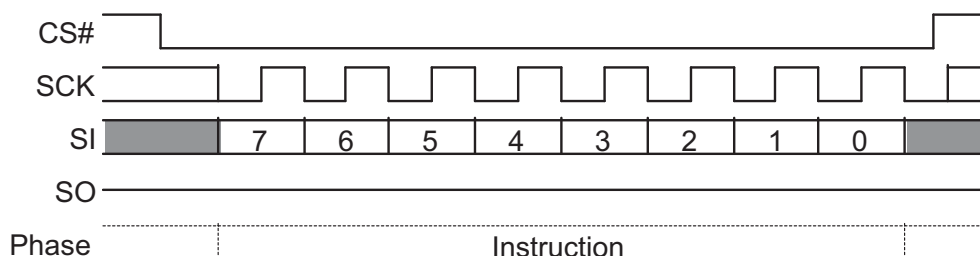 CS#
SCK
SI 7 6 5 4 3 2 1 0
SO
Phase Instruction